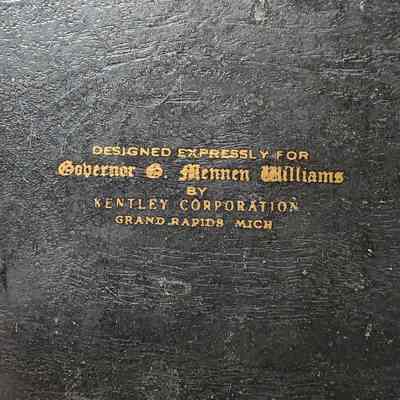 DESIGNED EXPRESSLY FOR
Governor G. Mennen Williams
BY
KENTLEY CORPORATION
GRAND RAPIDS MICH